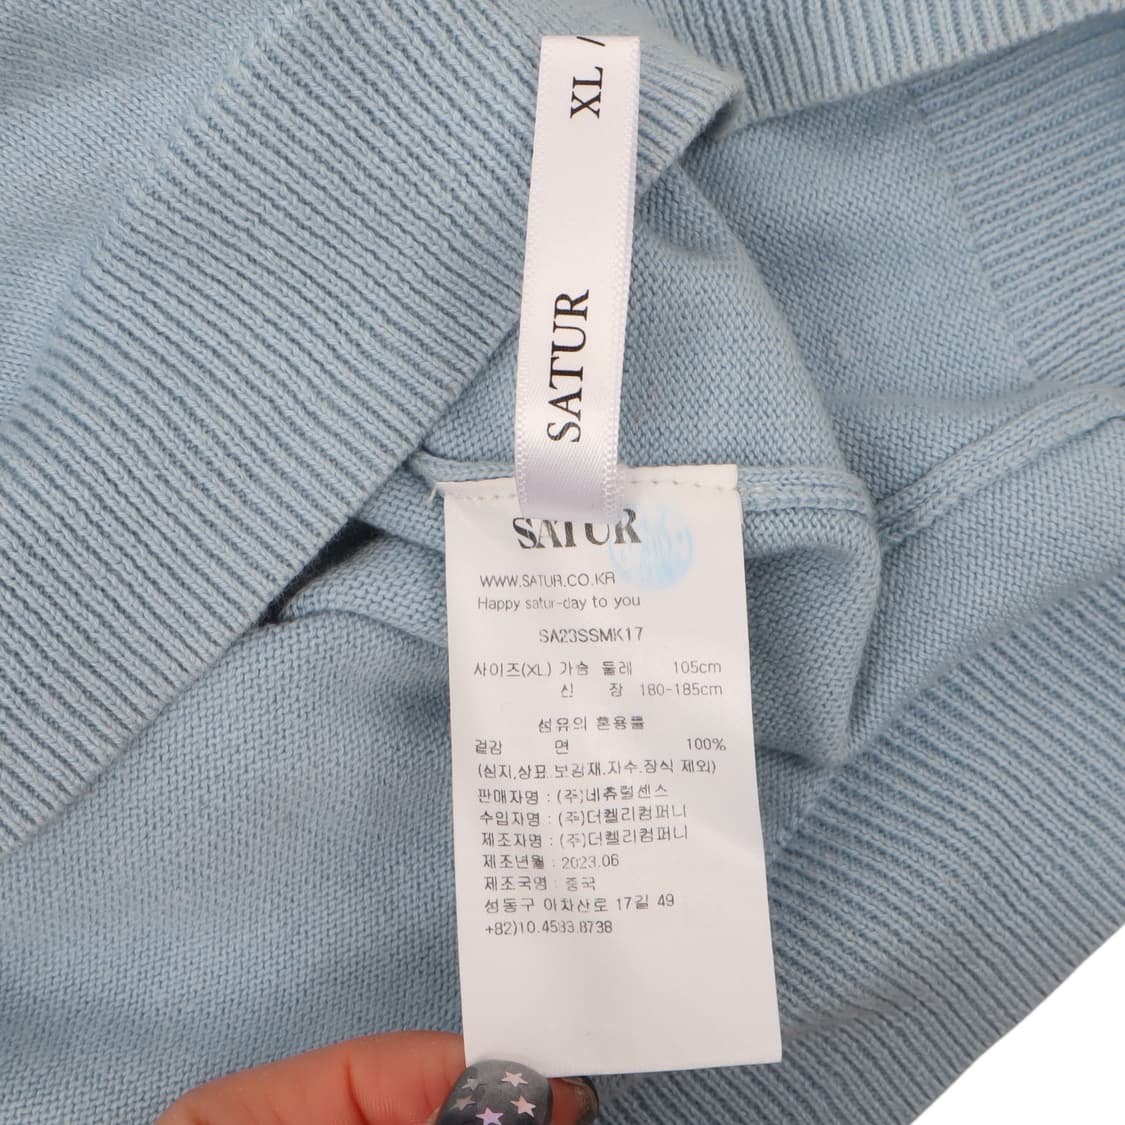 XL /
SATUR
SATUR
WWW.SATUR.CO.KR
Happy satur-day to you
SA23SSMK17
사이즈(XL) 가슴 둘레 105cm
신 장 180-185cm
섬유의 혼용률
겉감 면 100%
(심지,상표.보강재.자수.장식 제외)
판매자명 : (주)네츄럴센스
수입자명 : (주)더켈리컴퍼니
제조자명 : (주)더켈리컴퍼니
제조년월 : 2023.06
제조국명 : 중국
성동구 아차산로 17길 49
+82)10.4583.8738